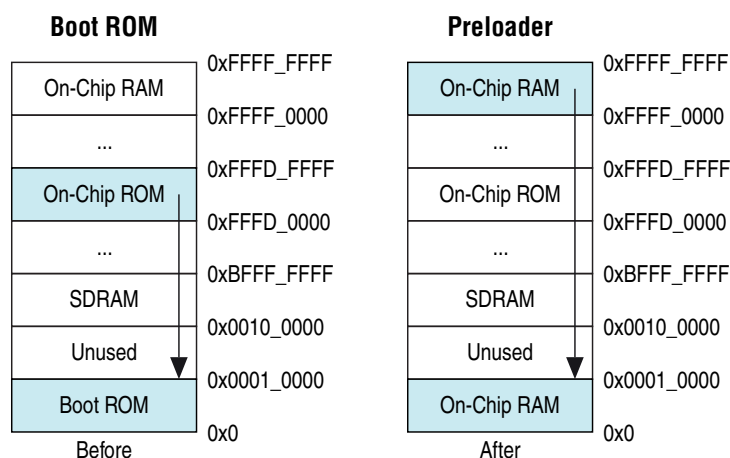 Boot ROM
On-Chip RAM
...
On-Chip ROM
...
SDRAM
Unused
Boot ROM
0xFFFF_FFFF
0xFFFF_0000
0xFFFD_FFFF
0xFFFD_0000
0xBFFF_FFFF
0x0010_0000
0x0001_0000
0x0
Before
Preloader
On-Chip RAM
...
On-Chip ROM
...
SDRAM
Unused
On-Chip RAM
0xFFFF_FFFF
0xFFFF_0000
0xFFFD_FFFF
0xFFFD_0000
0xBFFF_FFFF
0x0010_0000
0x0001_0000
0x0
After